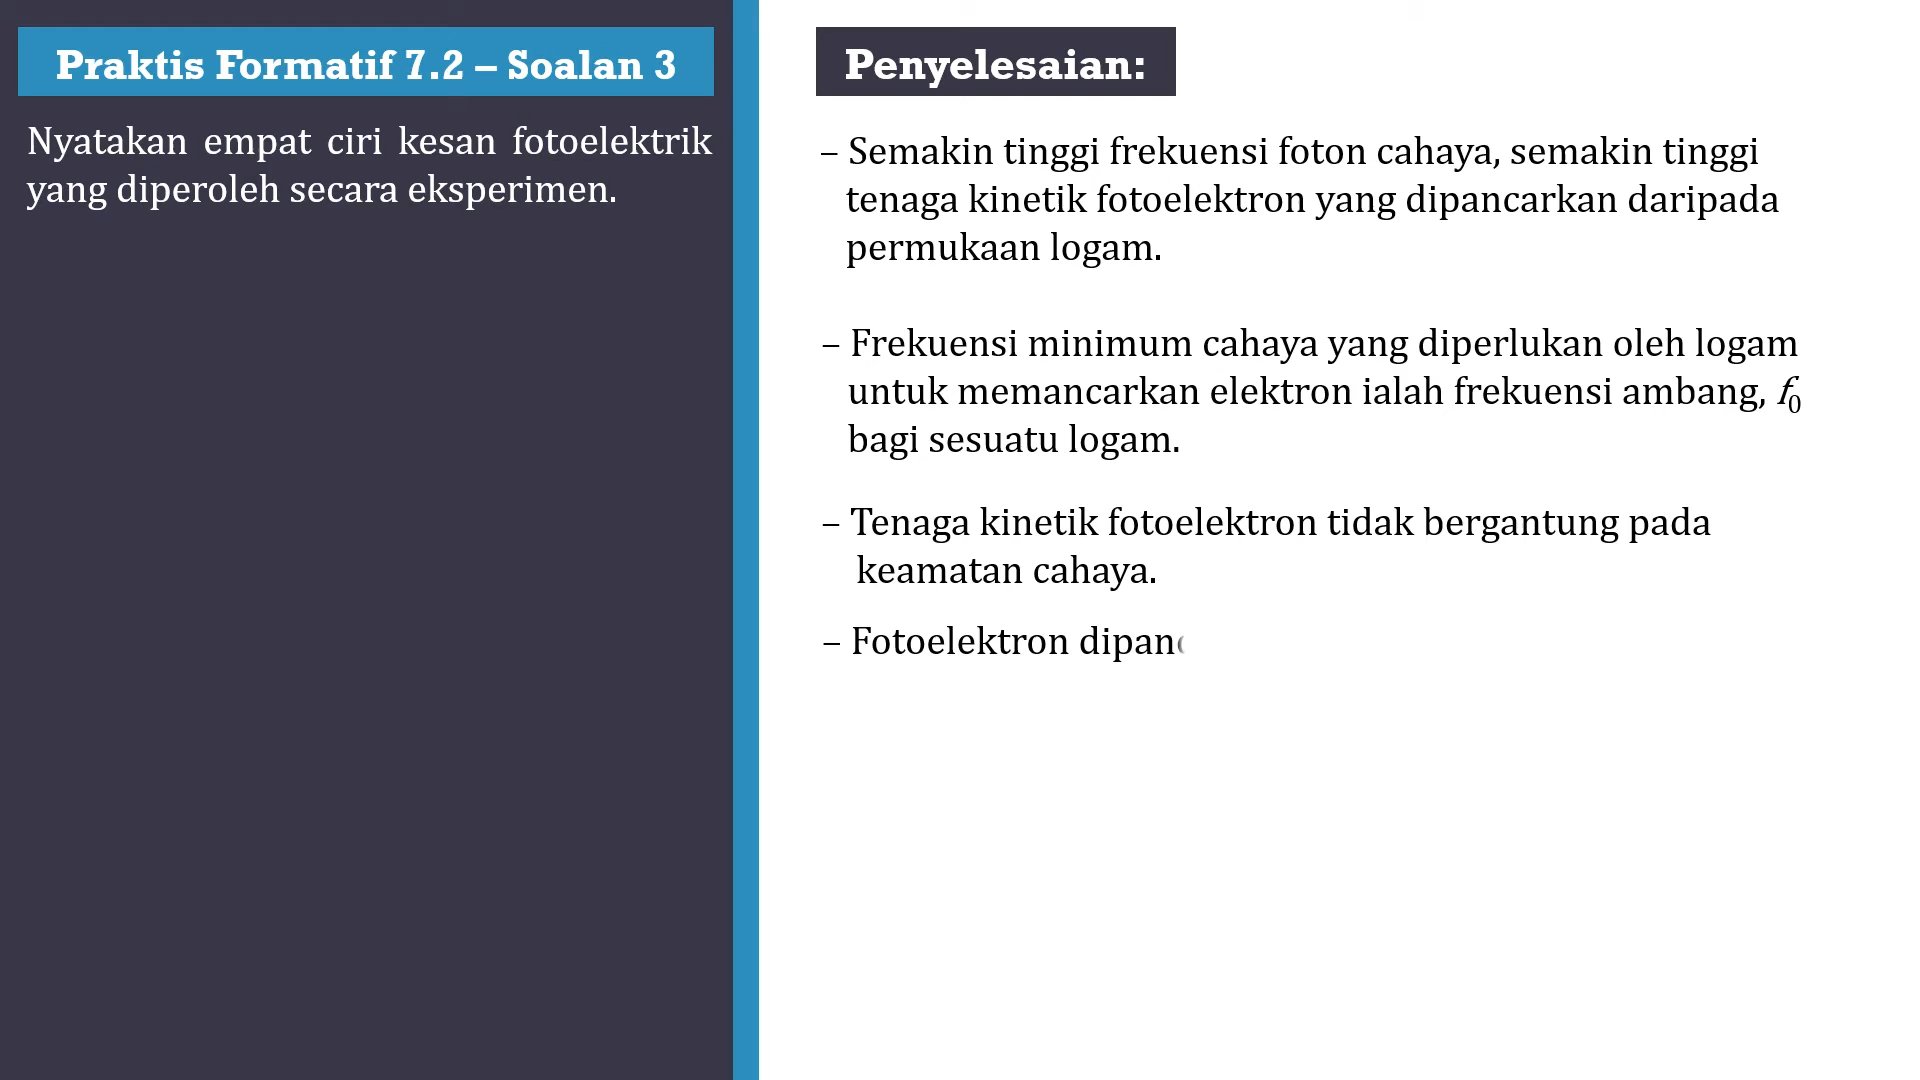 Praktis Formatif 7.2 – Soalan 3
Nyatakan empat ciri kesan fotoelektrik
yang diperoleh secara eksperimen.
Penyelesaian:
– Semakin tinggi frekuensi foton cahaya, semakin tinggi
tenaga kinetik fotoelektron yang dipancarkan daripada
permukaan logam.
– Frekuensi minimum cahaya yang diperlukan oleh logam
untuk memancarkan elektron ialah frekuensi ambang, f₀
bagi sesuatu logam.
– Tenaga kinetik fotoelektron tidak bergantung pada
keamatan cahaya.
– Fotoelektron